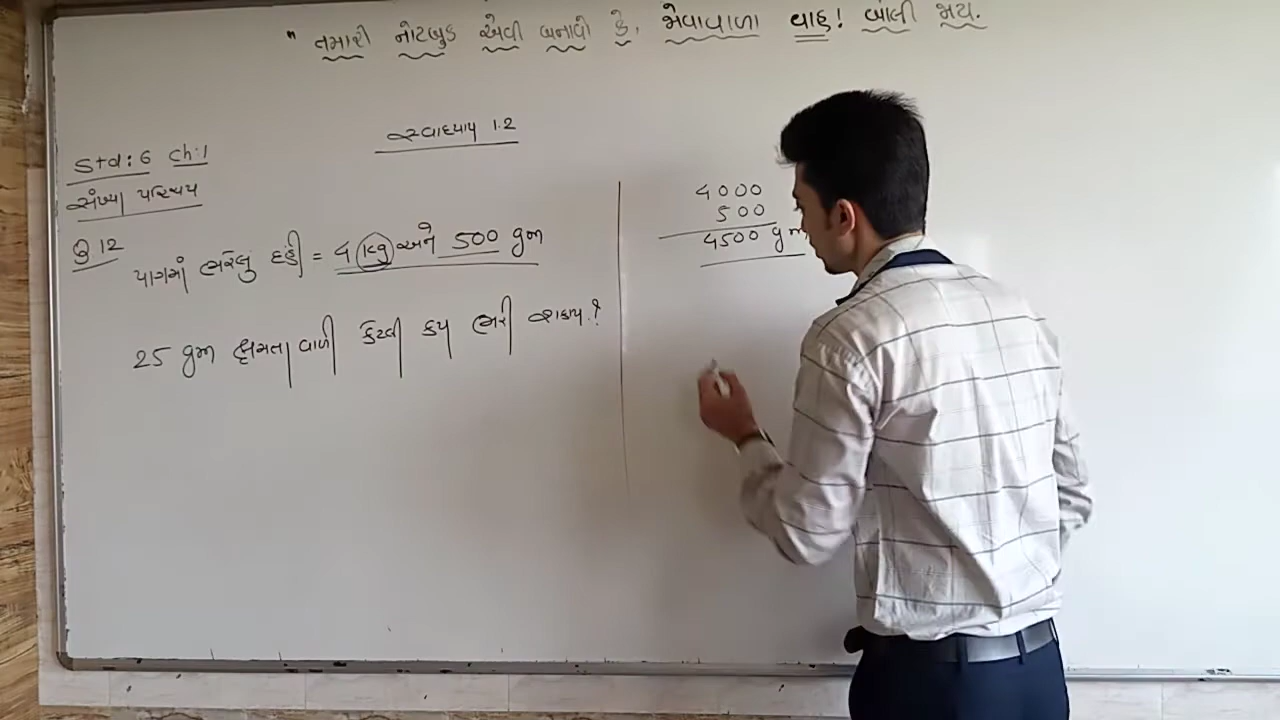 " તમારી નોટબુક એવી બનાવો કે, જોવાવાળા વાહ! બોલી જાય.
સ્વાધ્યાય 1.2
Std: 6 Ch:1
સંખ્યા પરિચય
Q 12
પાત્રમાં ભરેલું દહીં = 4 kg અને 500 gm
25 gm ક્ષમતા વાળી કેટલી કપ ભરી શકાય.?
4000
500
4500 gm